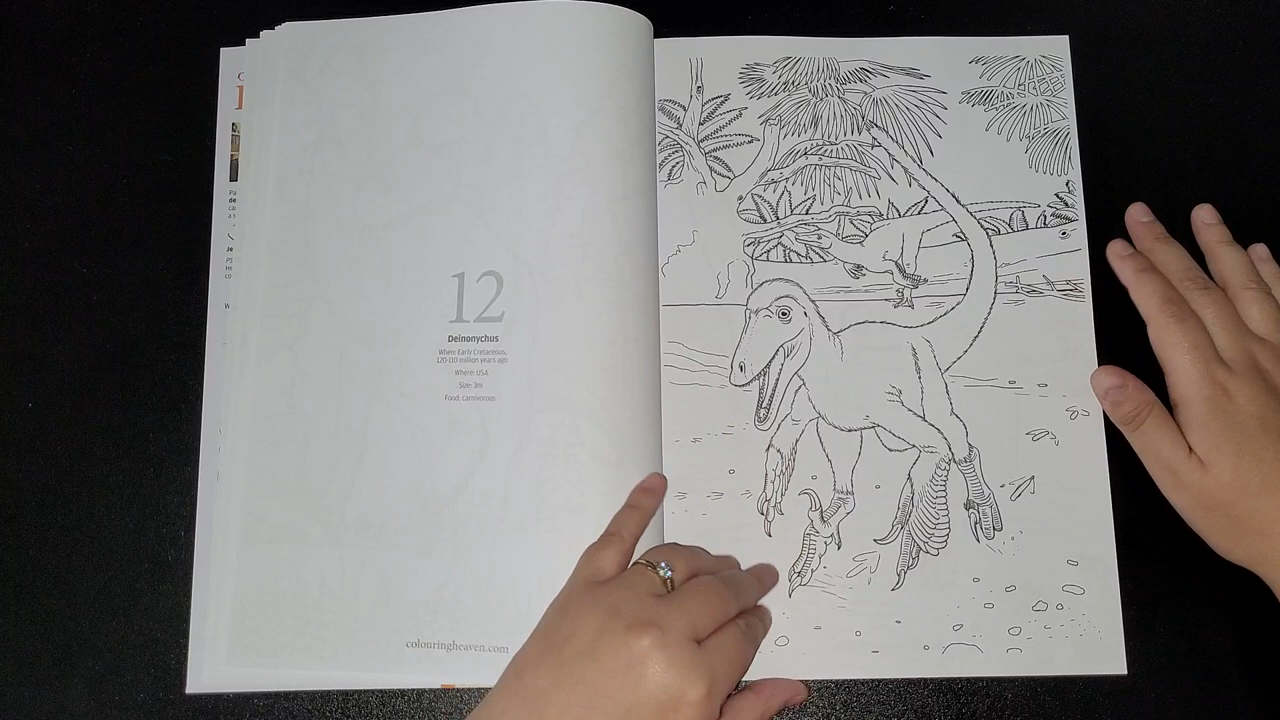 12
Deinonychus
When: Early Cretaceous,
120-110 million years ago
Where: USA
Size: 3m
Food: carnivorous
colouringheaven.com